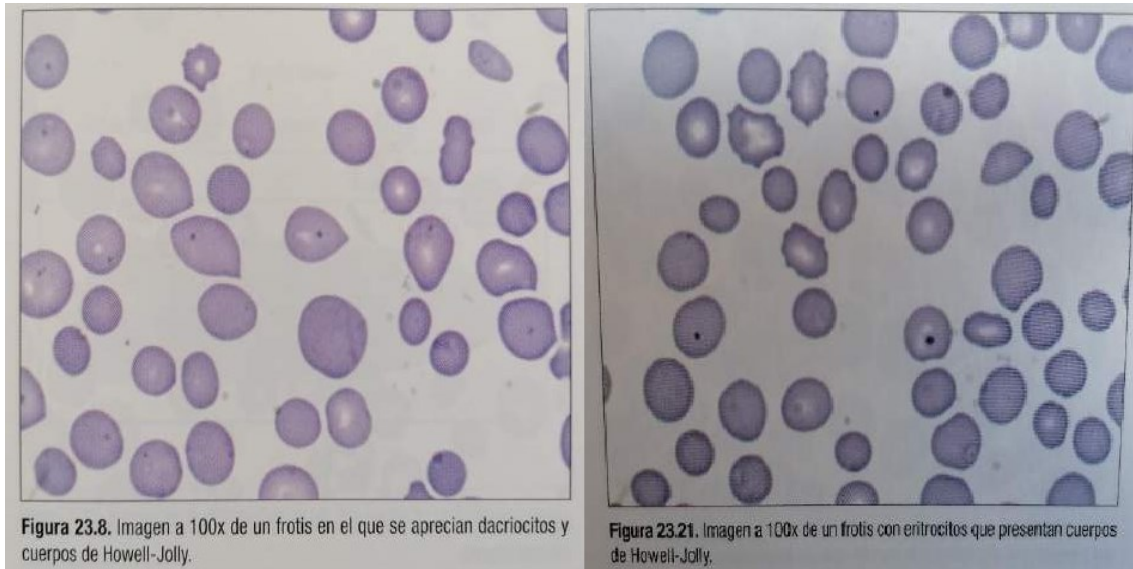 Figura 23.8. Imagen a 100x de un frotis en el que se aprecian dacriocitos y
cuerpos de Howell-Jolly.
Figura 23.21. Imagen a 100x de un frotis con eritrocitos que presentan cuerpos
de Howell-Jolly.